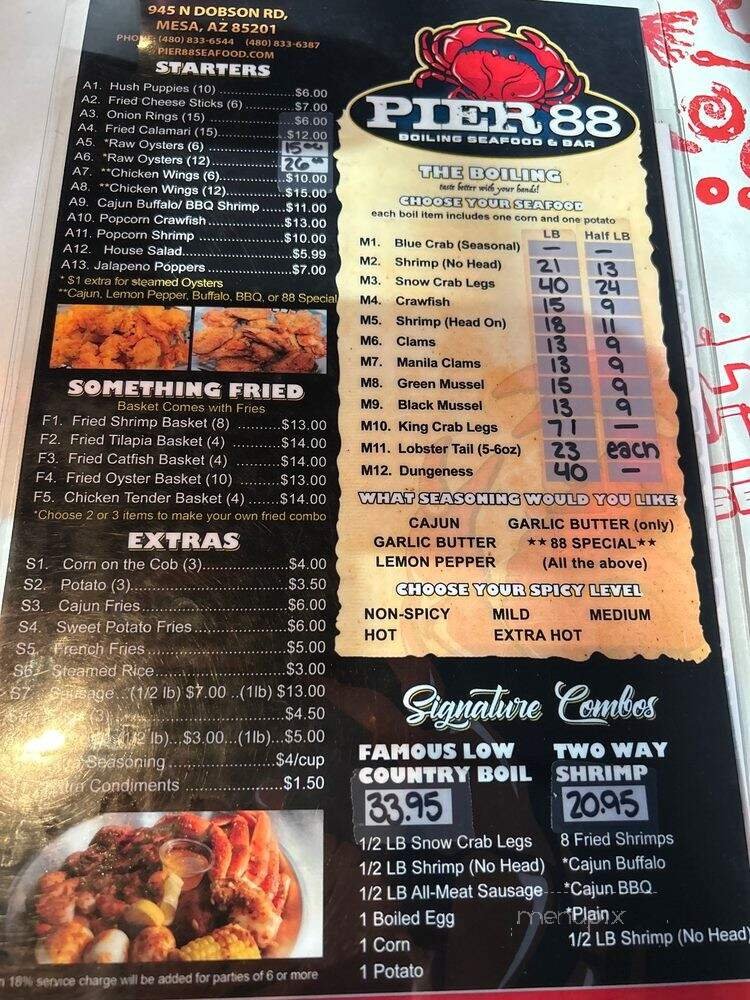 945 N DOBSON RD,
MESA, AZ 85201
PHONE: (480) 833-6544 (480) 833-6387
PIER88SEAFOOD.COM
STARTERS
A1. Hush Puppies (10) $6.00
A2. Fried Cheese Sticks (6) $7.00
A3. Onion Rings (15) $6.00
A4. Fried Calamari (15) $12.00
A5. *Raw Oysters (6) 15.00
A6. *Raw Oysters (12) 26.00
A7. **Chicken Wings (6) $10.00
A8. **Chicken Wings (12) $15.00
A9. Cajun Buffalo/ BBQ Shrimp $11.00
A10. Popcorn Crawfish $13.00
A11. Popcorn Shrimp $10.00
A12. House Salad $5.99
A13. Jalapeno Poppers $7.00
* $1 extra for steamed Oysters
**Cajun, Lemon Pepper, Buffalo, BBQ, or 88 Special
SOMETHING FRIED
Basket Comes with Fries
F1. Fried Shrimp Basket (8) $13.00
F2. Fried Tilapia Basket (4) $14.00
F3. Fried Catfish Basket (4) $14.00
F4. Fried Oyster Basket (10) $13.00
F5. Chicken Tender Basket (4) $14.00
*Choose 2 or 3 items to make your own fried combo
EXTRAS
S1. Corn on the Cob (3) $4.00
S2. Potato (3) $3.50
S3. Cajun Fries $6.00
S4. Sweet Potato Fries $6.00
S5. French Fries $5.00
S6. Steamed Rice $3.00
S7. Sausage...(1/2 lb) $7.00 ..(1lb) $13.00
$4.50
(1/2 lb)...$3.00 ...(1lb)...$5.00
Seasoning $4/cup
Condiments $1.50
18% service charge will be added for parties of 6 or more
PIER 88
BOILING SEAFOOD & BAR
THE BOILING
taste better with your hands!
CHOOSE YOUR SEAFOOD
each boil item includes one corn and one potato
LB Half LB
M1. Blue Crab (Seasonal) — —
M2. Shrimp (No Head) 21 13
M3. Snow Crab Legs 40 24
M4. Crawfish 15 9
M5. Shrimp (Head On) 18 11
M6. Clams 13 9
M7. Manila Clams 13 9
M8. Green Mussel 15 9
M9. Black Mussel 13 9
M10. King Crab Legs 71 —
M11. Lobster Tail (5-6oz) 23 each
M12. Dungeness 40 —
WHAT SEASONING WOULD YOU LIKE
CAJUN GARLIC BUTTER (only)
GARLIC BUTTER ★★ 88 SPECIAL★★
LEMON PEPPER (All the above)
CHOOSE YOUR SPICY LEVEL
NON-SPICY MILD MEDIUM
HOT EXTRA HOT
Signature Combos
FAMOUS LOW
COUNTRY BOIL
33.95
1/2 LB Snow Crab Legs
1/2 LB Shrimp (No Head)
1/2 LB All-Meat Sausage
1 Boiled Egg
1 Corn
1 Potato
TWO WAY
SHRIMP
20.95
8 Fried Shrimps
*Cajun Buffalo
*Cajun BBQ
*Plain
1/2 LB Shrimp (No Head)
menupix